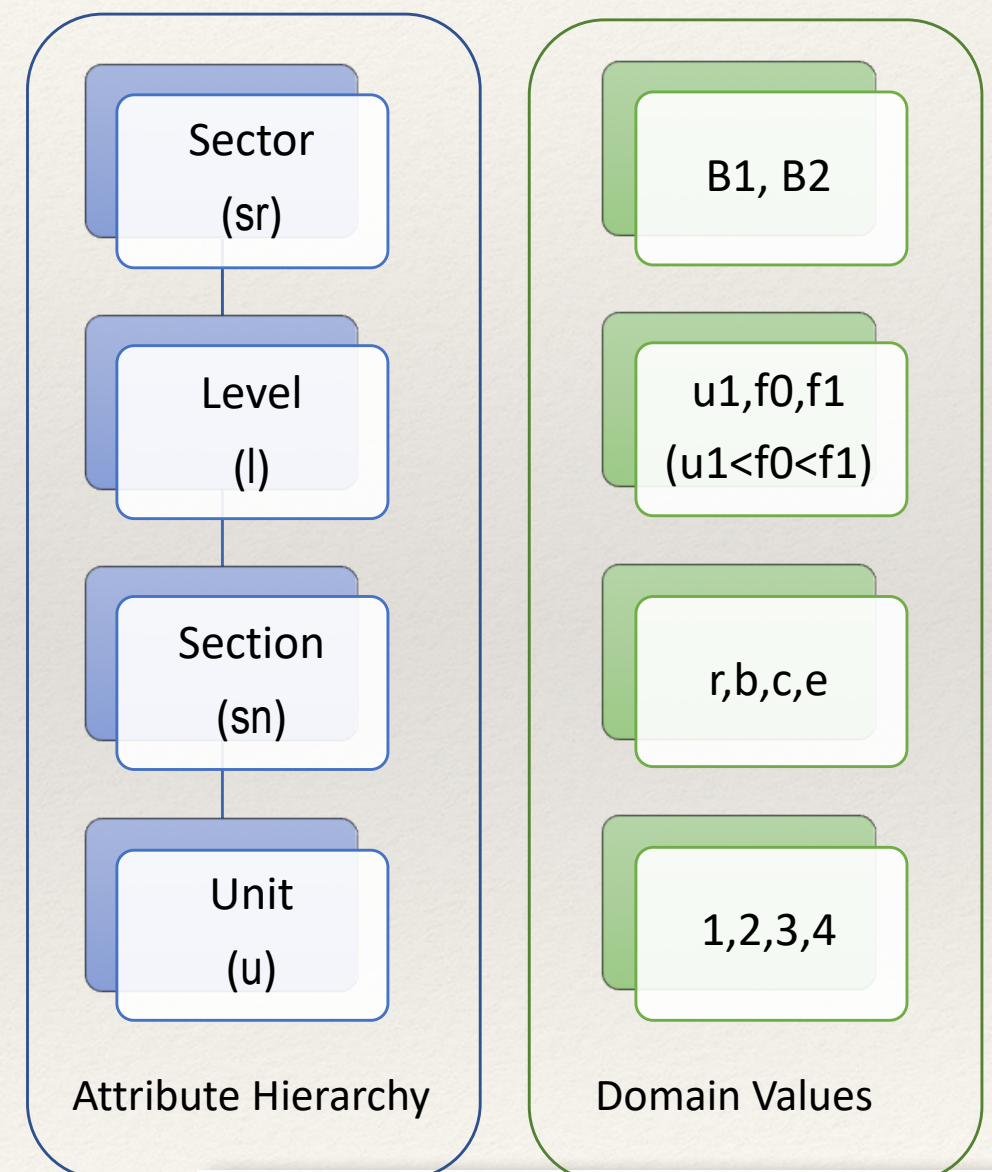 Sector
(sr)
B1, B2
Level
(l)
u1,f0,f1
(u1<f0<f1)
Section
(sn)
r,b,c,e
Unit
(u)
1,2,3,4
Attribute Hierarchy
Domain Values